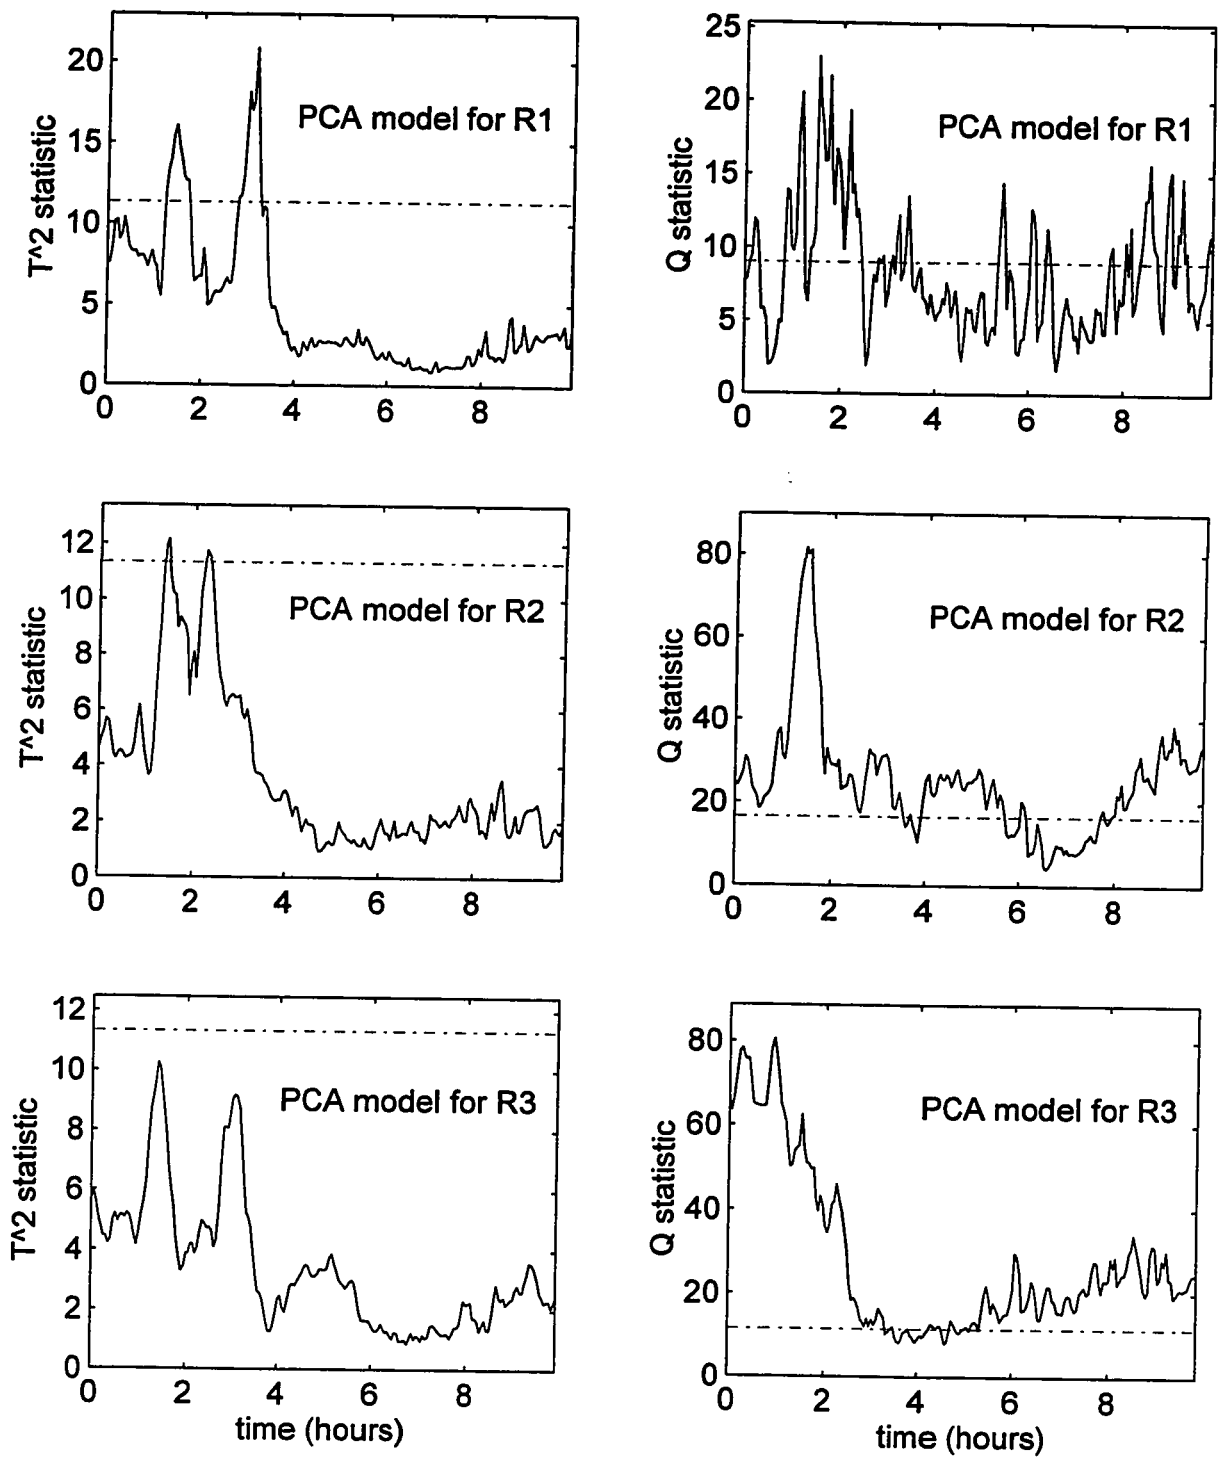 T^2 statistic
20
15
10
5
0
0 2 4 6 8
PCA model for R1
Q statistic
25
20
15
10
5
0
0 2 4 6 8
PCA model for R1
T^2 statistic
12
10
8
6
4
2
0
0 2 4 6 8
PCA model for R2
Q statistic
80
60
40
20
0
0 2 4 6 8
PCA model for R2
T^2 statistic
12
10
8
6
4
2
0
0 2 4 6 8
time (hours)
PCA model for R3
Q statistic
80
60
40
20
0
0 2 4 6 8
time (hours)
PCA model for R3